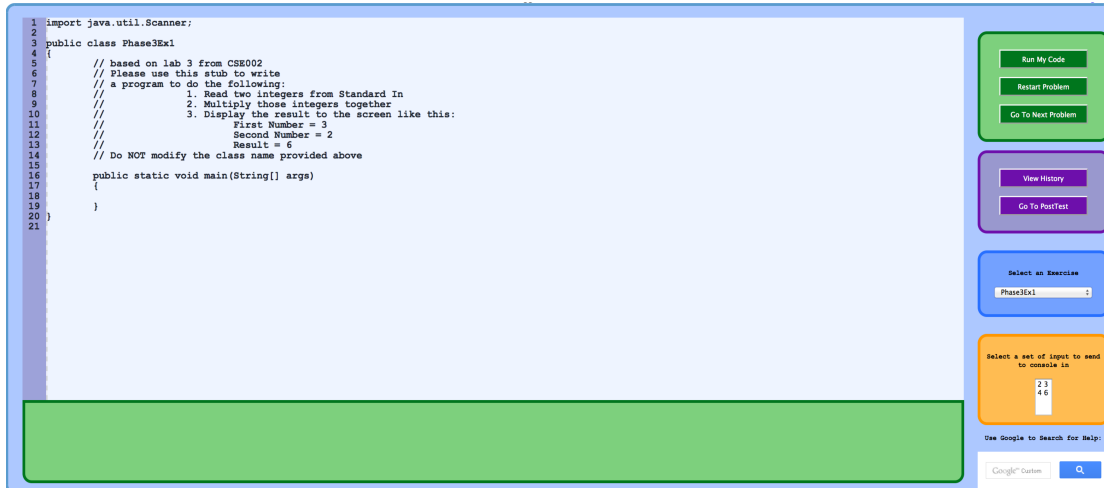 1 import java.util.Scanner;
2
3 public class Phase3Ex1
4 {
5 // based on lab 3 from CSE002
6 // Please use this stub to write
7 // a program to do the following:
8 // 1. Read two integers from Standard In
9 // 2. Multiply those integers together
10 // 3. Display the result to the screen like this:
11 // First Number = 3
12 // Second Number = 2
13 // Result = 6
14 // Do NOT modify the class name provided above
15
16 public static void main(String[] args)
17 {
18
19 }
20 }
21
Run My Code
Restart Problem
Go To Next Problem
View History
Go To PostTest
Select an Exercise
Phase3Ex1
Select a set of input to send
to console in
2 3
4 6
Use Google to Search for Help:
Google™ Custom